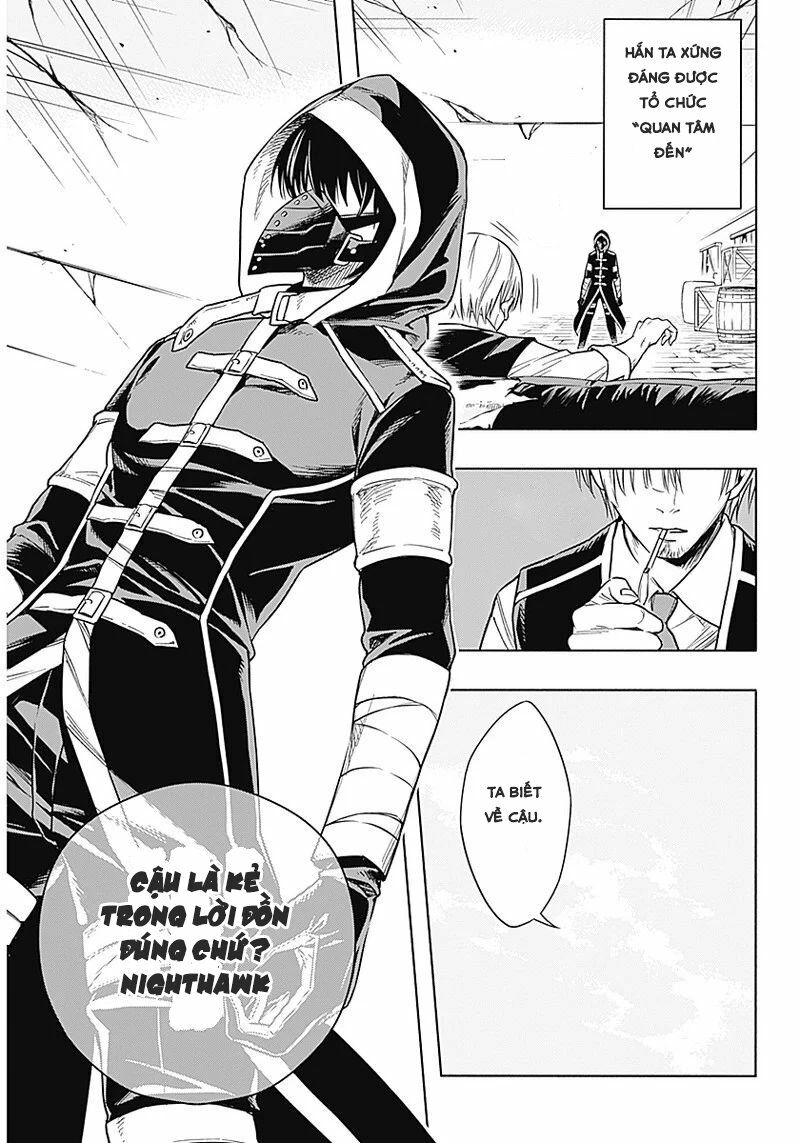 HẮN TA XỨNG
ĐÁNG ĐƯỢC
TỔ CHỨC
"QUAN TÂM
ĐẾN"
TA BIẾT
VỀ CẬU.
CẬU LÀ KẺ
TRONG LỜI ĐỒN
ĐÚNG CHỨ?
NIGHTHAWK